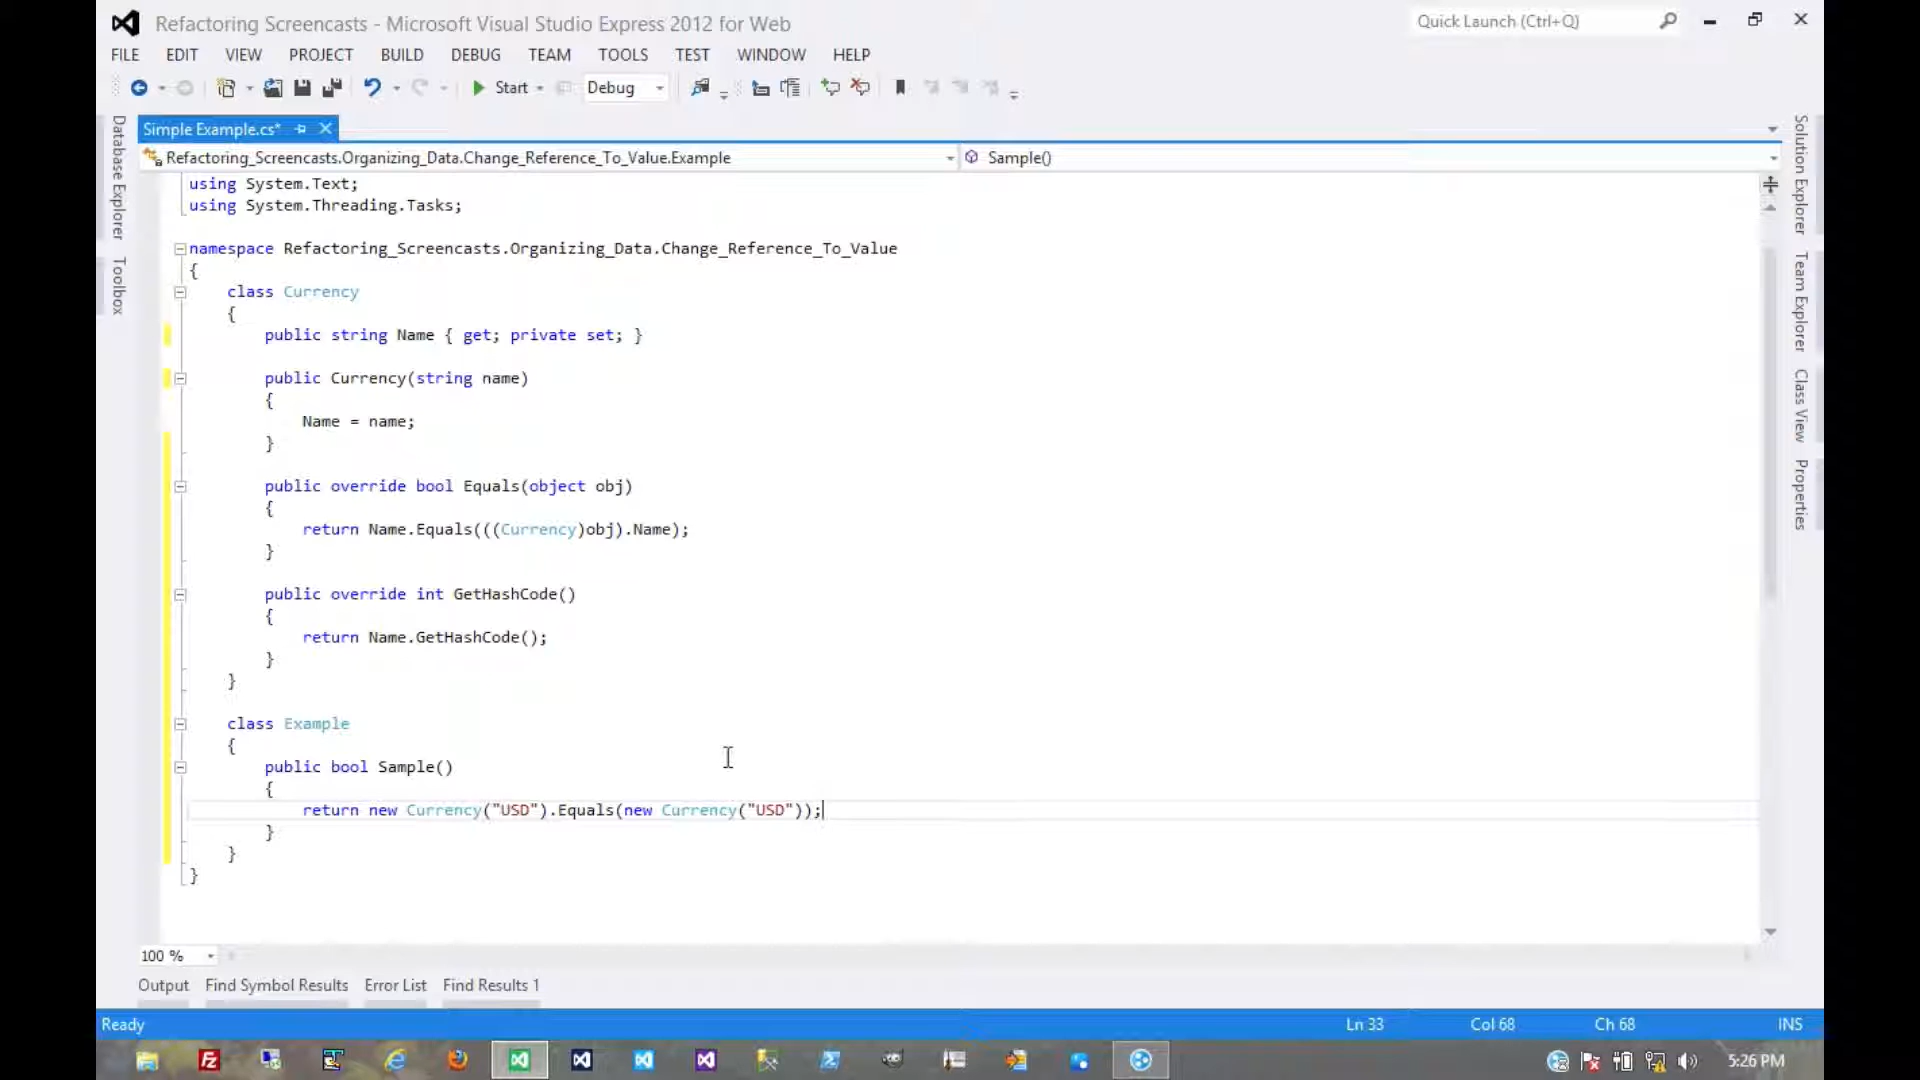 Refactoring Screencasts - Microsoft Visual Studio Express 2012 for Web
Quick Launch (Ctrl+Q)
FILE EDIT VIEW PROJECT BUILD DEBUG TEAM TOOLS TEST WINDOW HELP
Start Debug
Simple Example.cs*
Refactoring_Screencasts.Organizing_Data.Change_Reference_To_Value.Example
Sample()
Database Explorer
Toolbox
using System.Text;
using System.Threading.Tasks;
namespace Refactoring_Screencasts.Organizing_Data.Change_Reference_To_Value
{
class Currency
{
public string Name { get; private set; }
public Currency(string name)
{
Name = name;
}
public override bool Equals(object obj)
{
return Name.Equals(((Currency)obj).Name);
}
public override int GetHashCode()
{
return Name.GetHashCode();
}
}
class Example
{
public bool Sample()
{
return new Currency("USD").Equals(new Currency("USD"));
}
}
}
Solution Explorer
Team Explorer
Class View
Properties
100 %
Output Find Symbol Results Error List Find Results 1
Ready Ln 33 Col 68 Ch 68 INS
5:26 PM